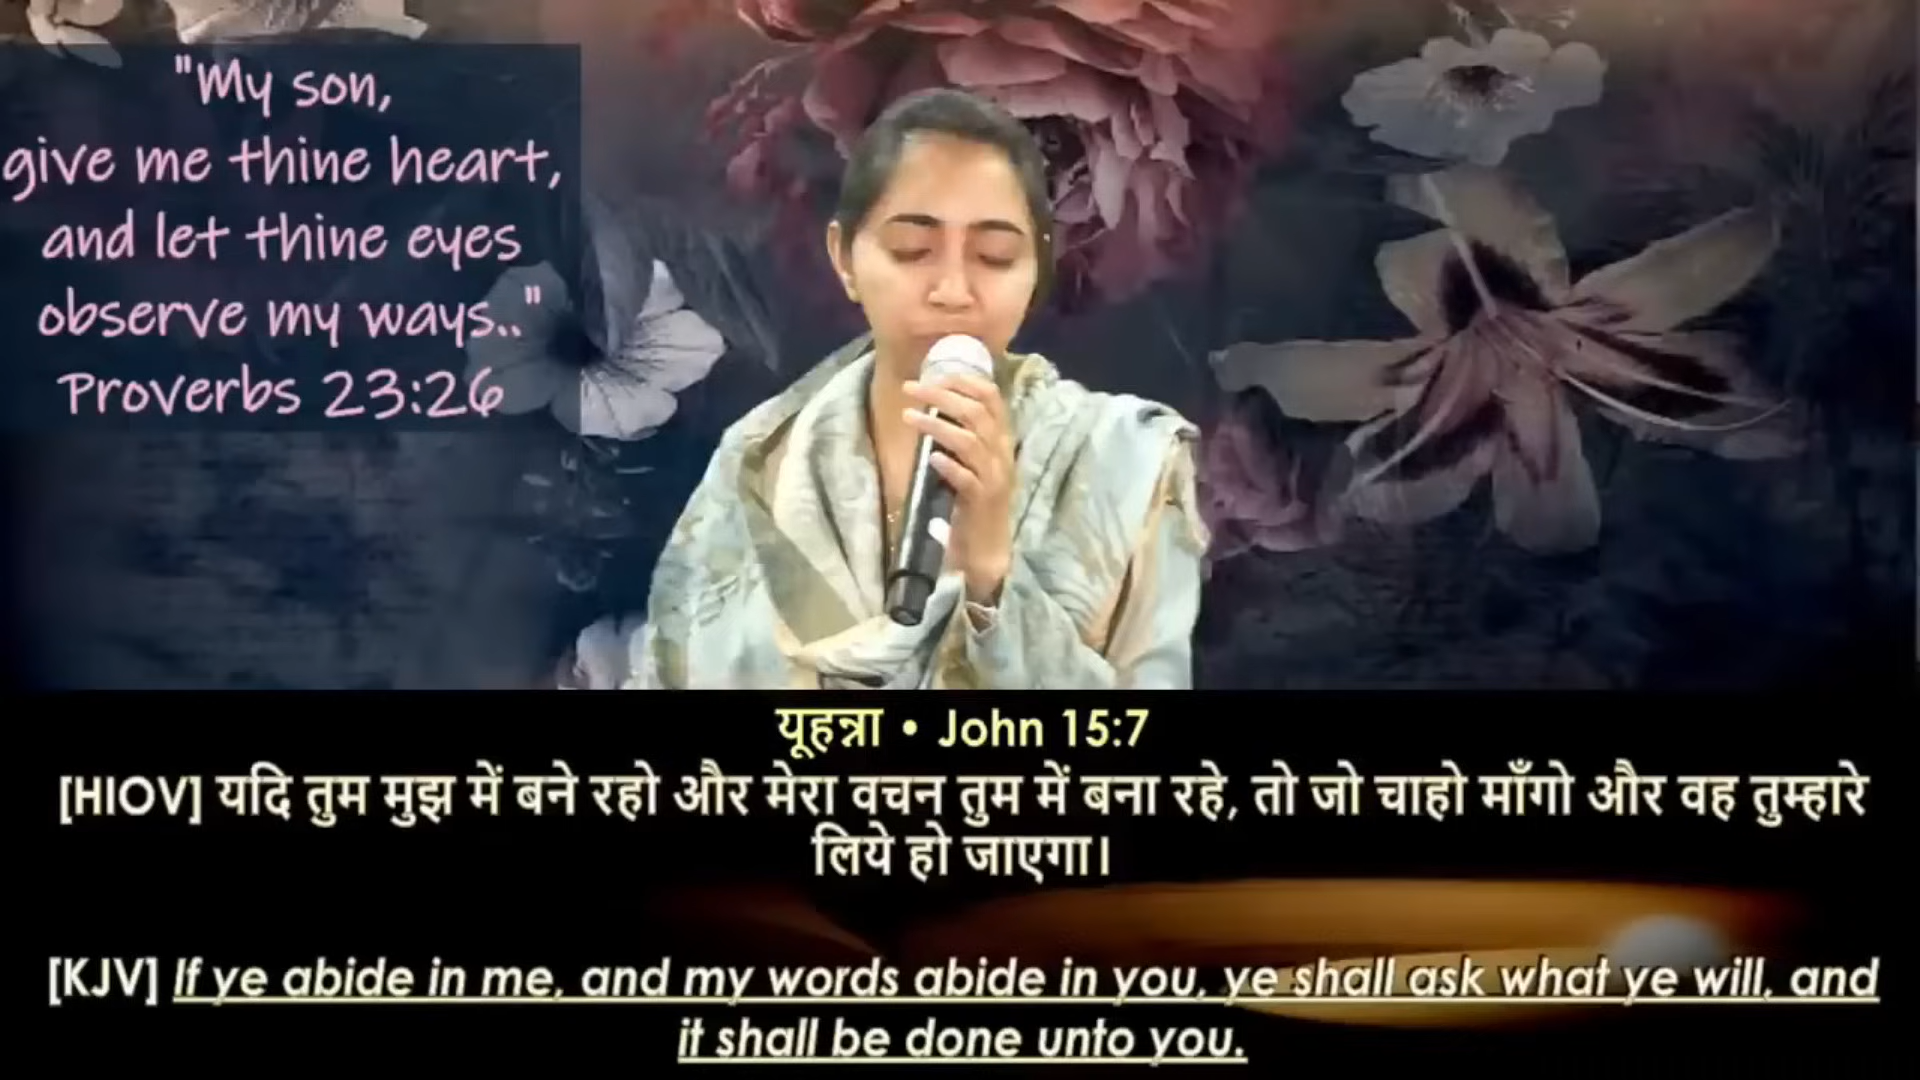 "My son,
give me thine heart,
and let thine eyes
observe my ways.."
Proverbs 23:26
यूहन्ना • John 15:7
[HIOV] यदि तुम मुझ में बने रहो और मेरा वचन तुम में बना रहे, तो जो चाहो माँगो और वह तुम्हारे
लिये हो जाएगा।
[KJV] If ye abide in me, and my words abide in you, ye shall ask what ye will, and
it shall be done unto you.